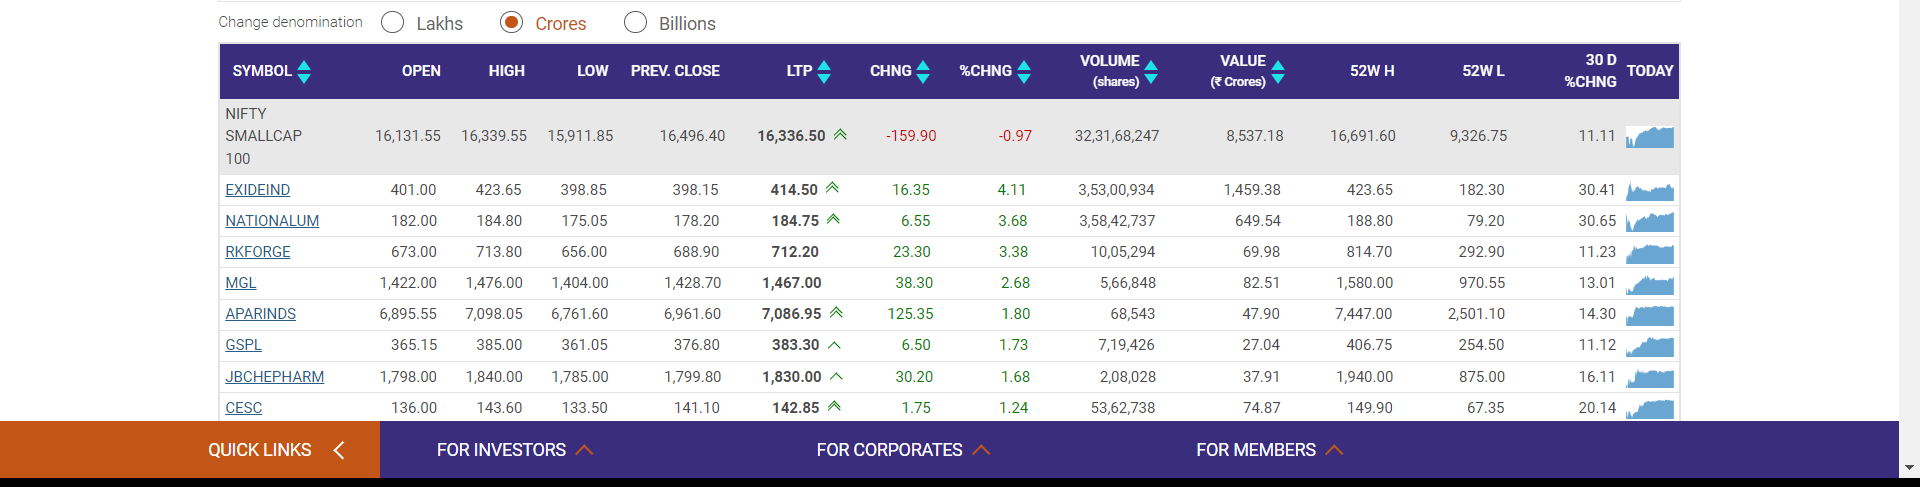 Change denomination Lakhs Crores Billions
SYMBOL OPEN HIGH LOW PREV. CLOSE LTP CHNG %CHNG VOLUME (shares) VALUE (₹ Crores) 52W H 52W L 30 D %CHNG TODAY
NIFTY SMALLCAP 100 16,131.55 16,339.55 15,911.85 16,496.40 16,336.50 -159.90 -0.97 32,31,68,247 8,537.18 16,691.60 9,326.75 11.11
EXIDEIND 401.00 423.65 398.85 398.15 414.50 16.35 4.11 3,53,00,934 1,459.38 423.65 182.30 30.41
NATIONALUM 182.00 184.80 175.05 178.20 184.75 6.55 3.68 3,58,42,737 649.54 188.80 79.20 30.65
RKFORGE 673.00 713.80 656.00 688.90 712.20 23.30 3.38 10,05,294 69.98 814.70 292.90 11.23
MGL 1,422.00 1,476.00 1,404.00 1,428.70 1,467.00 38.30 2.68 5,66,848 82.51 1,580.00 970.55 13.01
APARINDS 6,895.55 7,098.05 6,761.60 6,961.60 7,086.95 125.35 1.80 68,543 47.90 7,447.00 2,501.10 14.30
GSPL 365.15 385.00 361.05 376.80 383.30 6.50 1.73 7,19,426 27.04 406.75 254.50 11.12
JBCHEPHARM 1,798.00 1,840.00 1,785.00 1,799.80 1,830.00 30.20 1.68 2,08,028 37.91 1,940.00 875.00 16.11
CESC 136.00 143.60 133.50 141.10 142.85 1.75 1.24 53,62,738 74.87 149.90 67.35 20.14
QUICK LINKS FOR INVESTORS FOR CORPORATES FOR MEMBERS